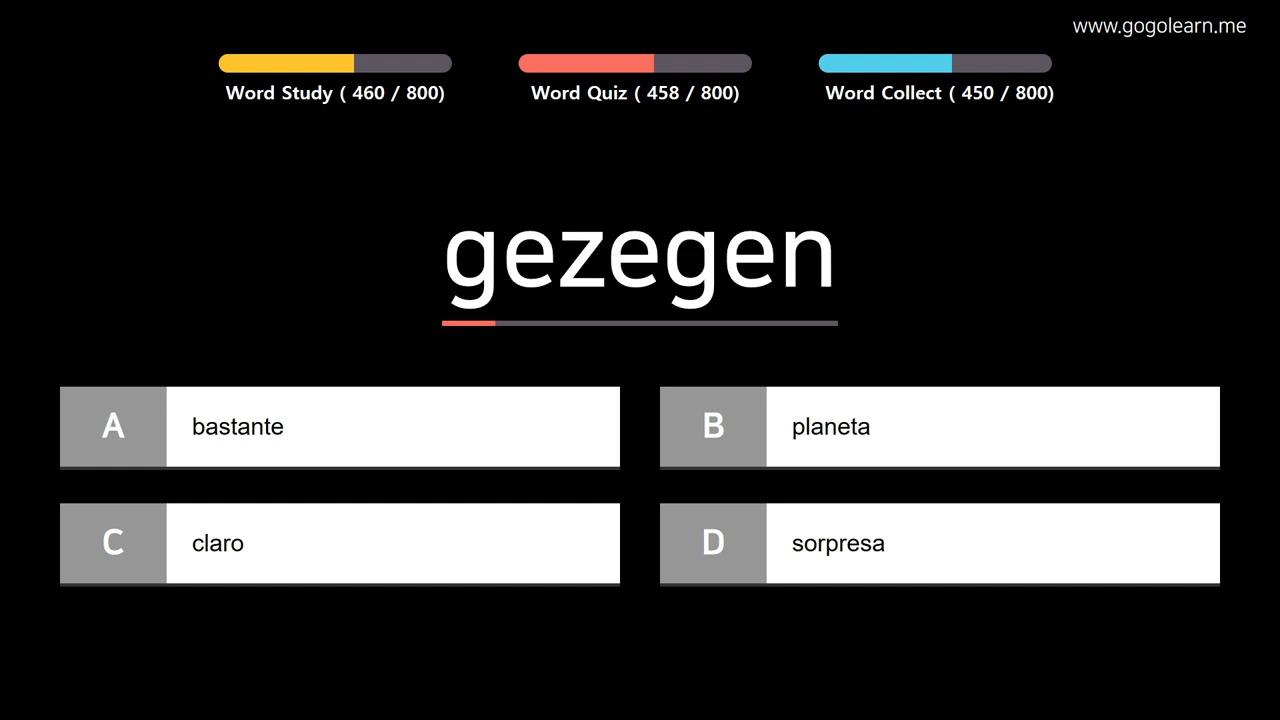 www.gogolearn.me
Word Study ( 460 / 800)
Word Quiz ( 458 / 800)
Word Collect ( 450 / 800)
gezegen
A bastante
B planeta
C claro
D sorpresa